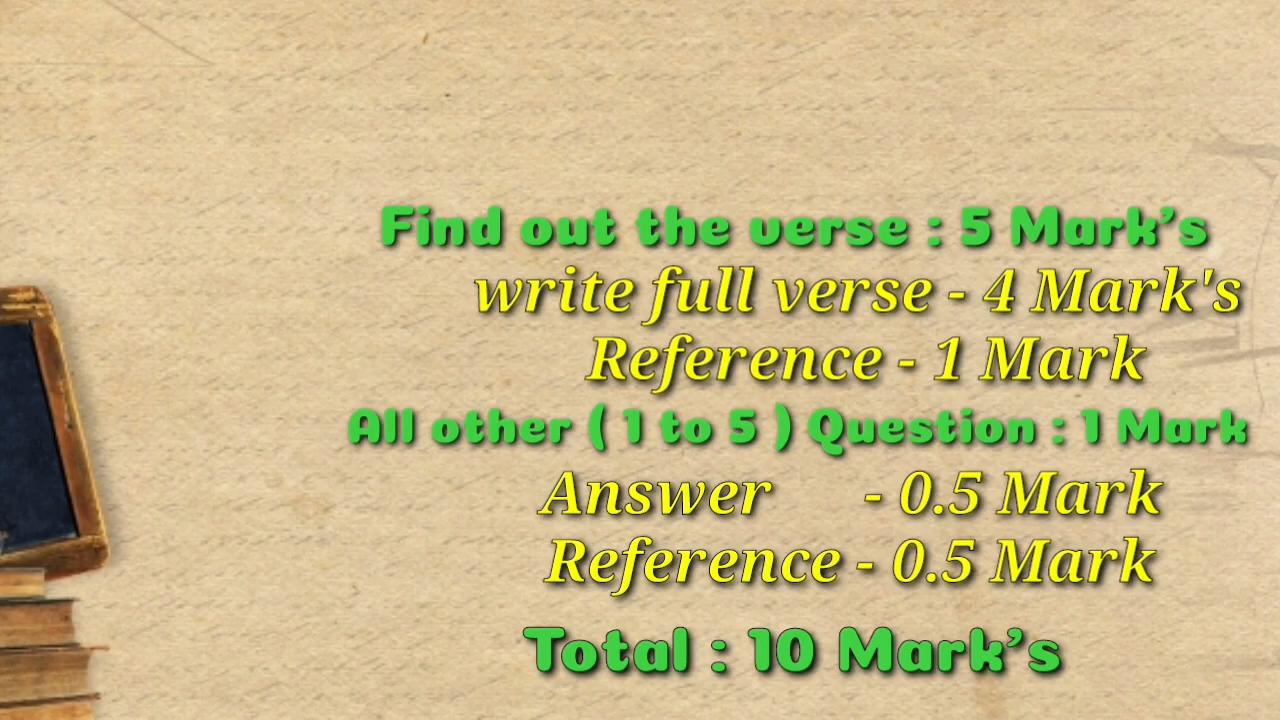 Find out the verse : 5 Mark’s
write full verse - 4 Mark's
Reference - 1 Mark
All other ( 1 to 5 ) Question : 1 Mark
Answer - 0.5 Mark
Reference - 0.5 Mark
Total : 10 Mark’s